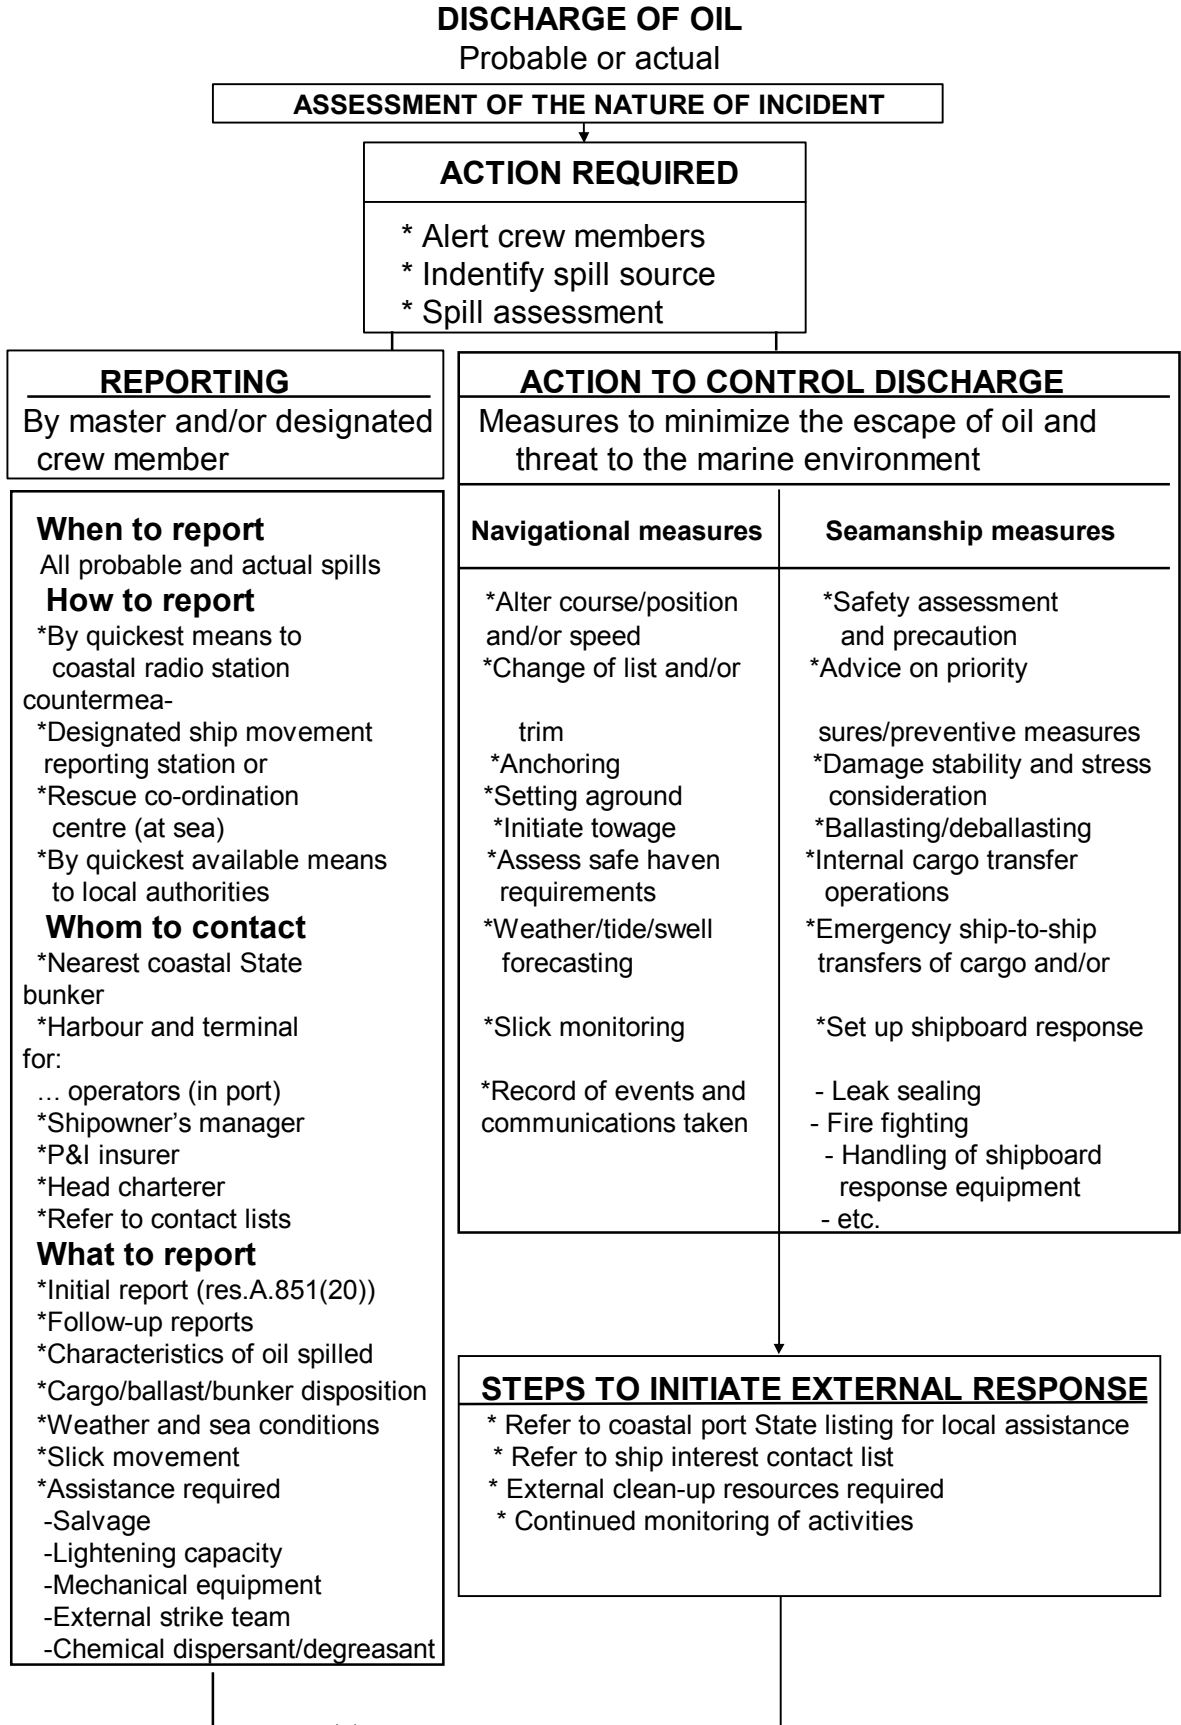 DISCHARGE OF OIL
Probable or actual
ASSESSMENT OF THE NATURE OF INCIDENT
ACTION REQUIRED
* Alert crew members
* Indentify spill source
* Spill assessment
REPORTING
By master and/or designated
crew member
When to report
All probable and actual spills
How to report
*By quickest means to
coastal radio station
countermea-
*Designated ship movement
reporting station or
*Rescue co-ordination
centre (at sea)
*By quickest available means
to local authorities
Whom to contact
*Nearest coastal State
bunker
*Harbour and terminal
for:
... operators (in port)
*Shipowner's manager
*P&I insurer
*Head charterer
*Refer to contact lists
What to report
*Initial report (res.A.851(20))
*Follow-up reports
*Characteristics of oil spilled
*Cargo/ballast/bunker disposition
*Weather and sea conditions
*Slick movement
*Assistance required
-Salvage
-Lightening capacity
-Mechanical equipment
-External strike team
-Chemical dispersant/degreasant
ACTION TO CONTROL DISCHARGE
Measures to minimize the escape of oil and
threat to the marine environment
Navigational measures
*Alter course/position
and/or speed
*Change of list and/or
trim
*Anchoring
*Setting aground
*Initiate towage
*Assess safe haven
requirements
*Weather/tide/swell
forecasting
*Slick monitoring
*Record of events and
communications taken
Seamanship measures
*Safety assessment
and precaution
*Advice on priority
sures/preventive measures
*Damage stability and stress
consideration
*Ballasting/deballasting
*Internal cargo transfer
operations
*Emergency ship-to-ship
transfers of cargo and/or
*Set up shipboard response
- Leak sealing
- Fire fighting
- Handling of shipboard
response equipment
- etc.
STEPS TO INITIATE EXTERNAL RESPONSE
* Refer to coastal port State listing for local assistance
* Refer to ship interest contact list
* External clean-up resources required
* Continued monitoring of activities